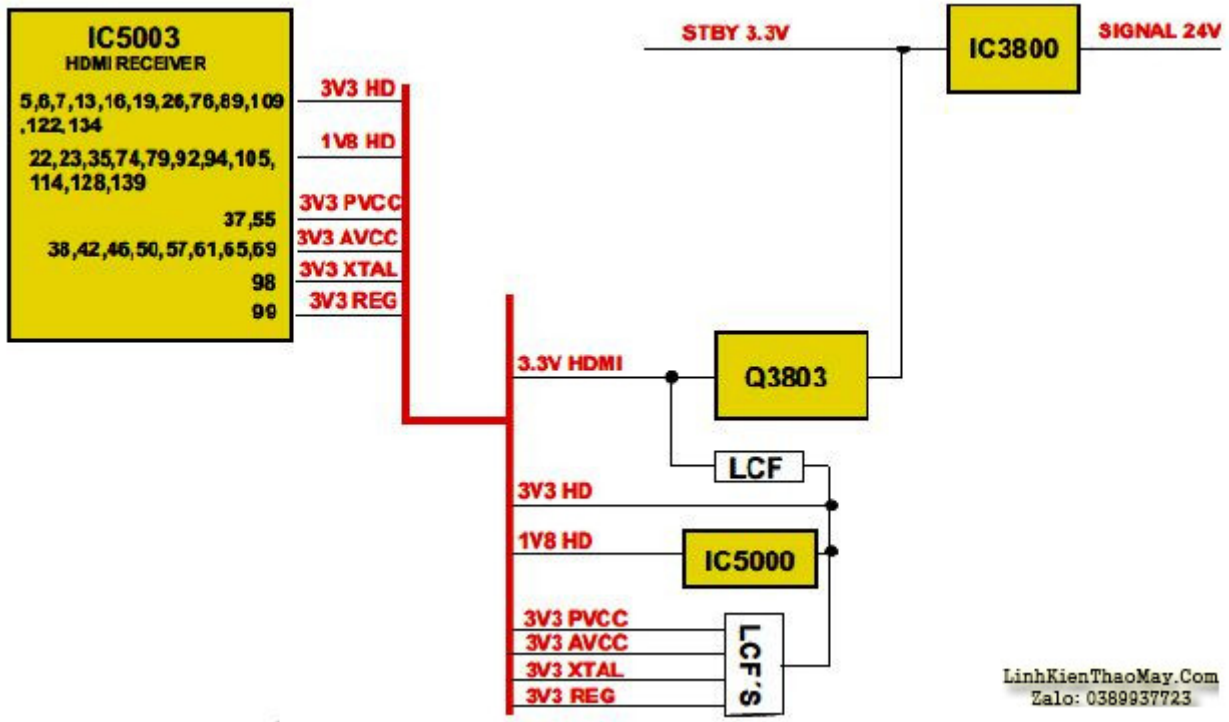 IC5003
HDMI RECEIVER
5,6,7,13,16,19,26,76,89,109
,122,134
22,23,35,74,79,92,94,105,
114,128,139
37,55
38,42,46,50,57,61,65,69
98
99
3V3 HD
1V8 HD
3V3 PVCC
3V3 AVCC
3V3 XTAL
3V3 REG
STBY 3.3V
IC3800
SIGNAL 24V
3.3V HDMI
Q3803
LCF
3V3 HD
1V8 HD
IC5000
3V3 PVCC
3V3 AVCC
3V3 XTAL
3V3 REG
LCF´S
LinhKienThaoMay.Com
Zalo: 0389937723